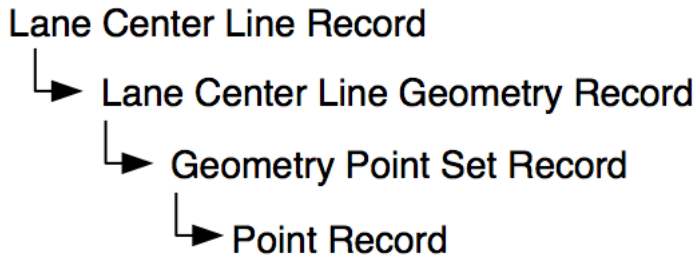 Lane Center Line Record
Lane Center Line Geometry Record
Geometry Point Set Record
Point Record